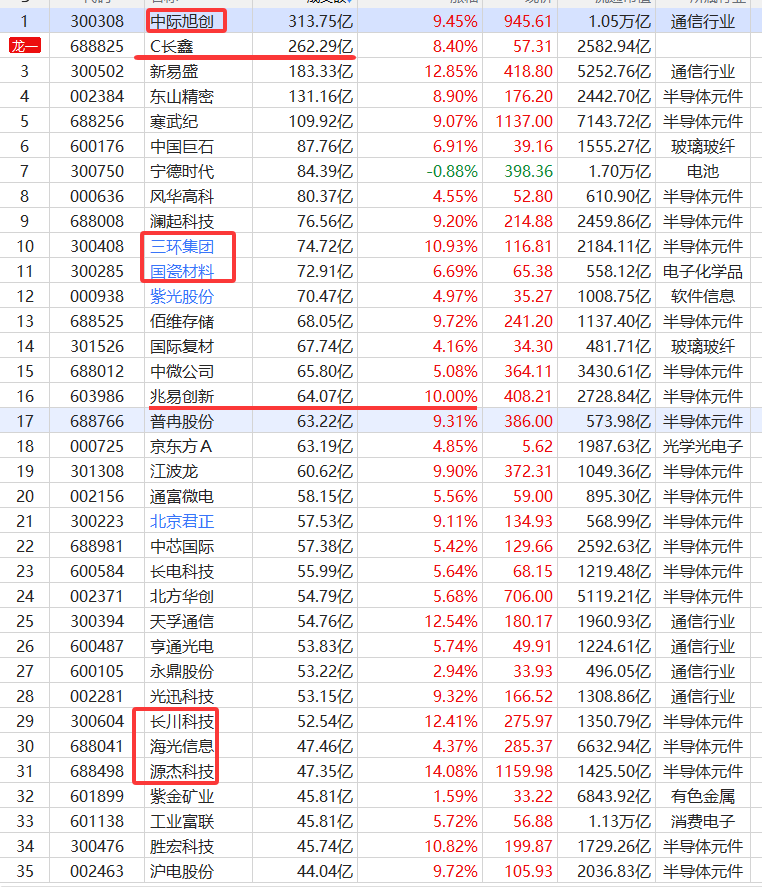 1 300308 中际旭创 313.75亿 9.45% 945.61 1.05万亿 通信行业
龙一 688825 C长鑫 262.29亿 8.40% 57.31 2582.94亿
3 300502 新易盛 183.33亿 12.85% 418.80 5252.76亿 通信行业
4 002384 东山精密 131.16亿 8.90% 176.20 2442.70亿 半导体元件
5 688256 寒武纪 109.92亿 9.07% 1137.00 7143.72亿 半导体元件
6 600176 中国巨石 87.76亿 6.91% 39.16 1555.27亿 玻璃玻纤
7 300750 宁德时代 84.39亿 -0.88% 398.36 1.70万亿 电池
8 000636 风华高科 80.37亿 4.55% 52.80 610.90亿 半导体元件
9 688008 澜起科技 76.56亿 9.20% 214.88 2459.86亿 半导体元件
10 300408 三环集团 74.72亿 10.93% 116.81 2184.11亿 半导体元件
11 300285 国瓷材料 72.91亿 6.69% 65.38 558.12亿 电子化学品
12 000938 紫光股份 70.47亿 4.97% 35.27 1008.75亿 软件信息
13 688525 佰维存储 68.05亿 9.72% 241.20 1137.40亿 半导体元件
14 301526 国际复材 67.74亿 4.16% 34.30 481.71亿 玻璃玻纤
15 688012 中微公司 65.80亿 5.08% 364.11 3430.61亿 半导体元件
16 603986 兆易创新 64.07亿 10.00% 408.21 2728.84亿 半导体元件
17 688766 普冉股份 63.22亿 9.31% 386.00 573.98亿 半导体元件
18 000725 京东方Ａ 63.19亿 4.85% 5.62 1987.63亿 光学光电子
19 301308 江波龙 60.62亿 9.90% 372.31 1049.36亿 半导体元件
20 002156 通富微电 58.15亿 5.56% 59.00 895.30亿 半导体元件
21 300223 北京君正 57.53亿 9.11% 134.93 568.99亿 半导体元件
22 688981 中芯国际 57.38亿 5.42% 129.66 2592.63亿 半导体元件
23 600584 长电科技 55.99亿 5.64% 68.15 1219.48亿 半导体元件
24 002371 北方华创 54.79亿 5.68% 706.00 5119.21亿 半导体元件
25 300394 天孚通信 54.76亿 12.54% 180.17 1960.93亿 通信行业
26 600487 亨通光电 53.83亿 5.74% 49.91 1224.61亿 通信行业
27 600105 永鼎股份 53.22亿 2.94% 33.93 496.05亿 通信行业
28 002281 光迅科技 53.15亿 9.32% 166.52 1308.86亿 通信行业
29 300604 长川科技 52.54亿 12.41% 275.97 1350.79亿 半导体元件
30 688041 海光信息 47.46亿 4.37% 285.37 6632.94亿 半导体元件
31 688498 源杰科技 47.35亿 14.08% 1159.98 1425.50亿 半导体元件
32 601899 紫金矿业 45.81亿 1.59% 33.22 6843.92亿 有色金属
33 601138 工业富联 45.81亿 5.72% 56.88 1.13万亿 消费电子
34 300476 胜宏科技 45.74亿 10.82% 199.87 1729.26亿 半导体元件
35 002463 沪电股份 44.04亿 9.72% 105.93 2036.83亿 半导体元件